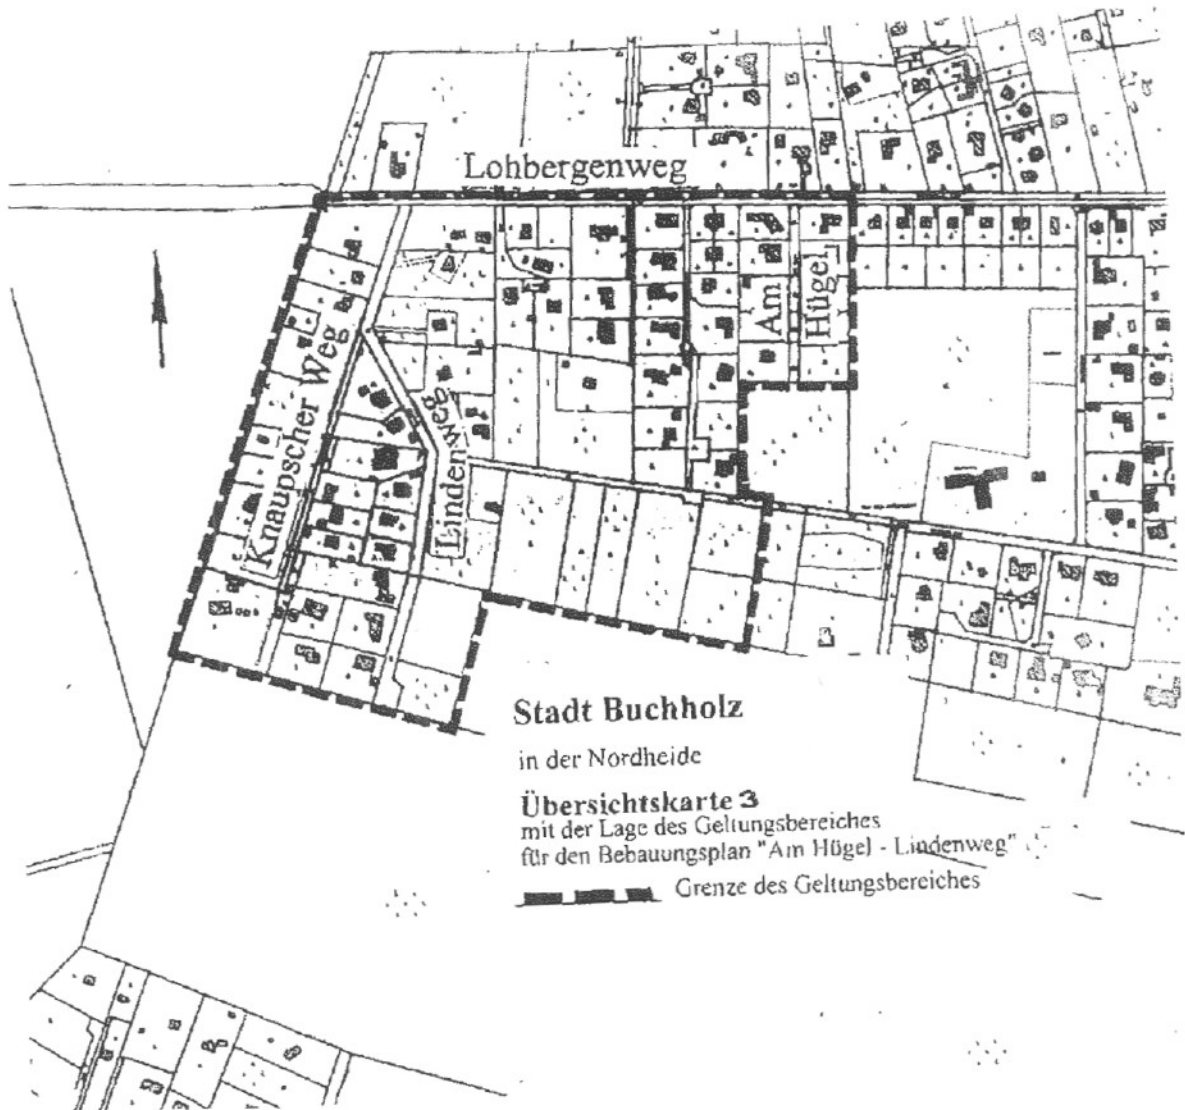 Lohbergenweg
Am
Hügel
Knaupscher Weg
Lindenweg
Stadt Buchholz
in der Nordheide
Übersichtskarte 3
mit der Lage des Geltungsbereiches
für den Bebauungsplan "Am Hügel - Lindenweg"
Grenze des Geltungsbereiches